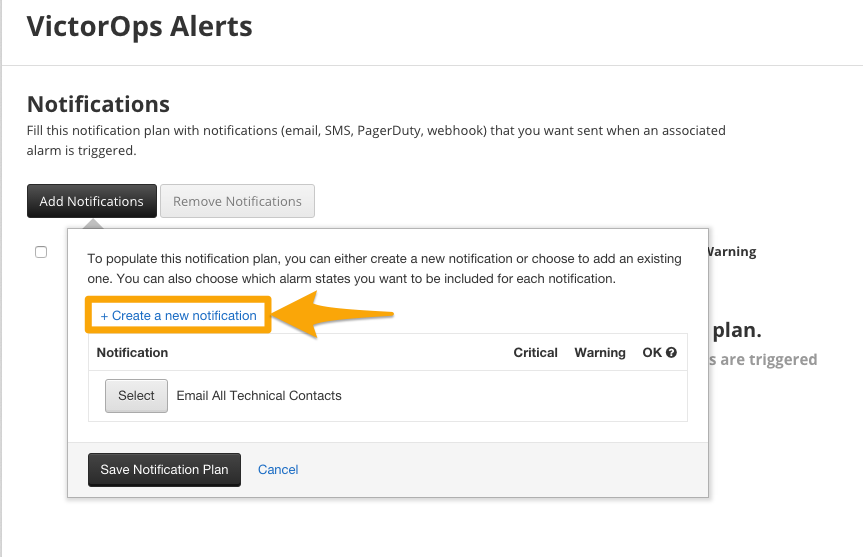 VictorOps Alerts
Notifications
Fill this notification plan with notifications (email, SMS, PagerDuty, webhook) that you want sent when an associated
alarm is triggered.
Add Notifications Remove Notifications
Warning
To populate this notification plan, you can either create a new notification or choose to add an existing
one. You can also choose which alarm states you want to be included for each notification.
+ Create a new notification
plan.
Notification Critical Warning OK ?
s are triggered
Select Email All Technical Contacts
Save Notification Plan Cancel